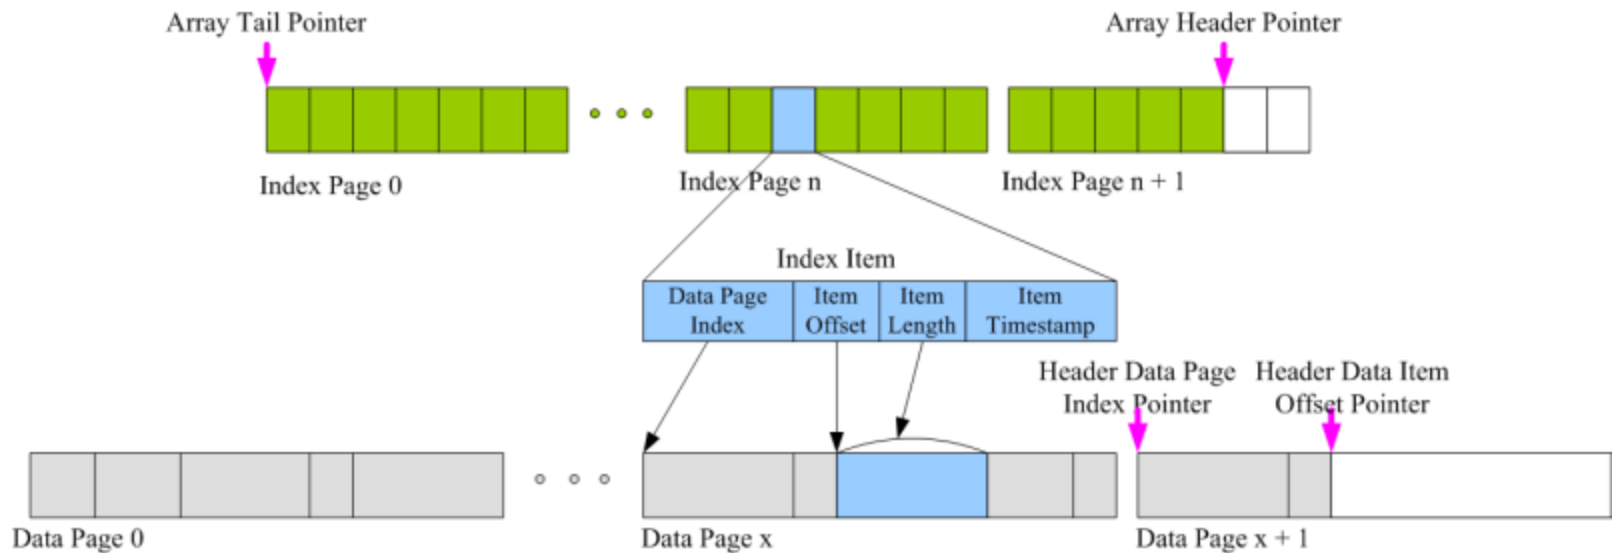 Array Tail Pointer
Array Header Pointer
Index Page 0
Index Page n
Index Page n + 1
Index Item
Data Page
Index
Item
Offset
Item
Length
Item
Timestamp
Header Data Page
Index Pointer
Header Data Item
Offset Pointer
Data Page 0
Data Page x
Data Page x + 1